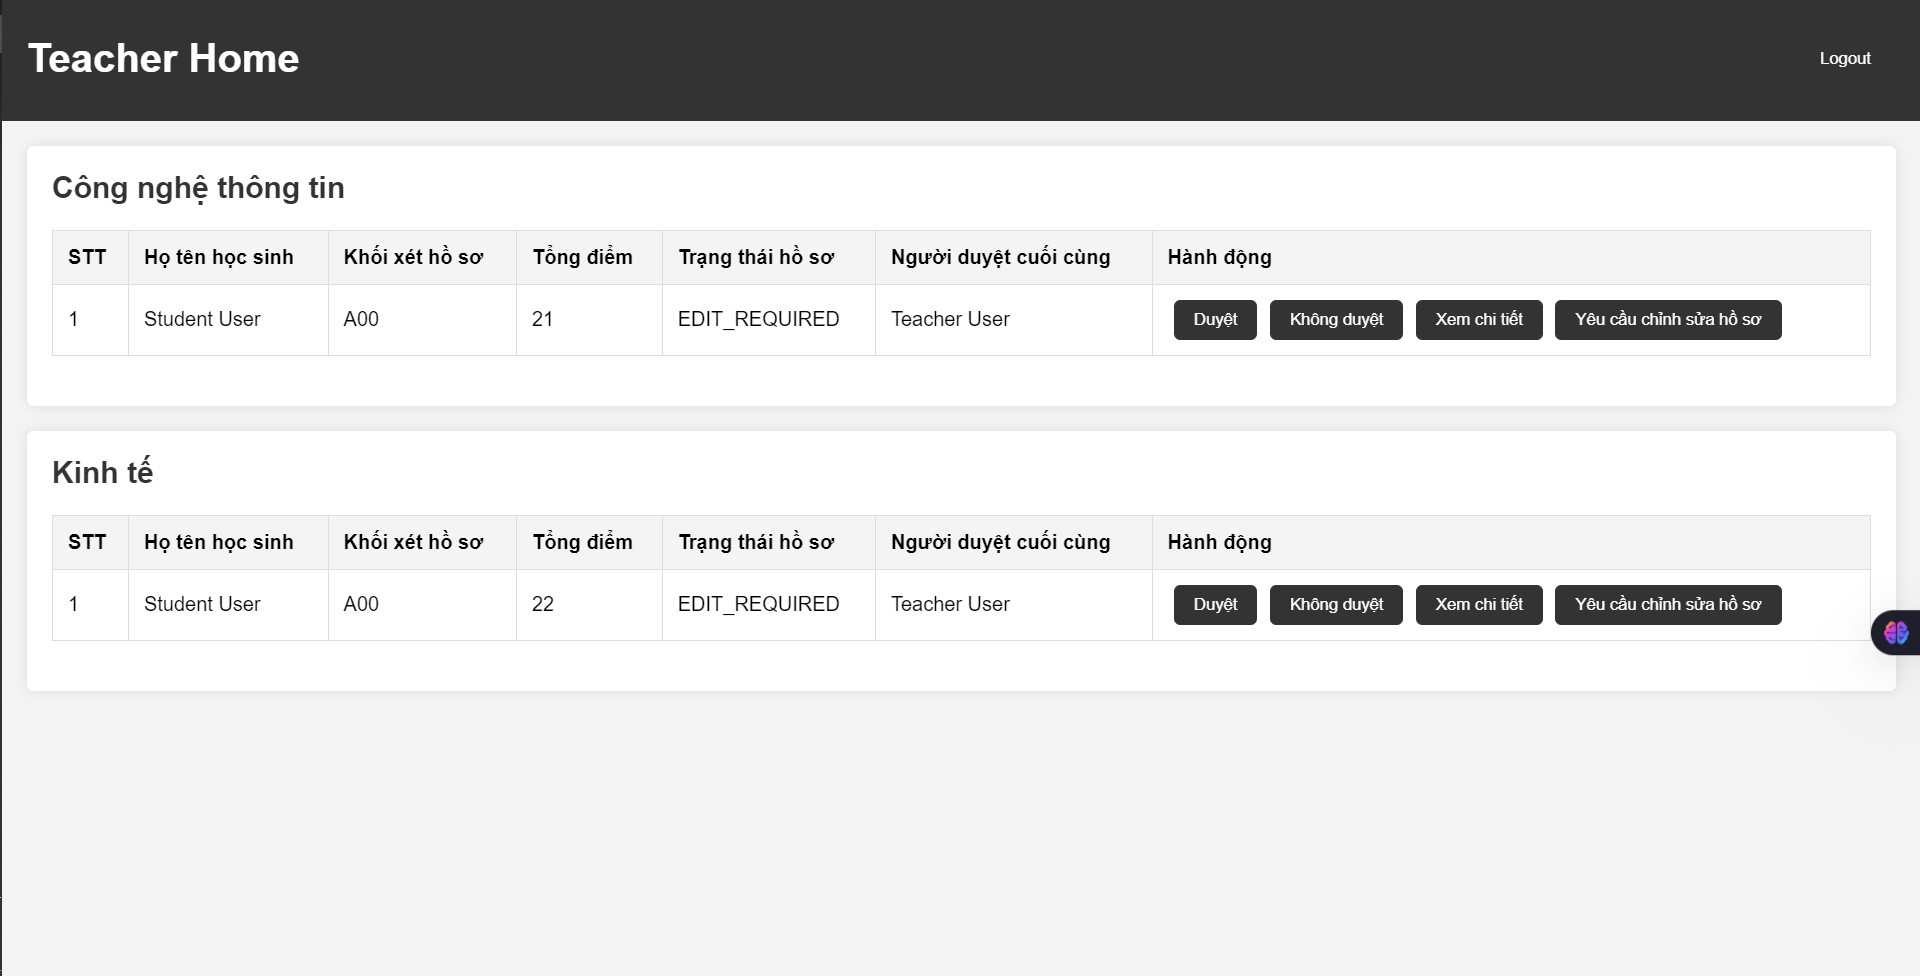 Teacher Home
Logout
Công nghệ thông tin
STT Họ tên học sinh Khối xét hồ sơ Tổng điểm Trạng thái hồ sơ Người duyệt cuối cùng Hành động
1 Student User A00 21 EDIT_REQUIRED Teacher User Duyệt Không duyệt Xem chi tiết Yêu cầu chỉnh sửa hồ sơ
Kinh tế
STT Họ tên học sinh Khối xét hồ sơ Tổng điểm Trạng thái hồ sơ Người duyệt cuối cùng Hành động
1 Student User A00 22 EDIT_REQUIRED Teacher User Duyệt Không duyệt Xem chi tiết Yêu cầu chỉnh sửa hồ sơ